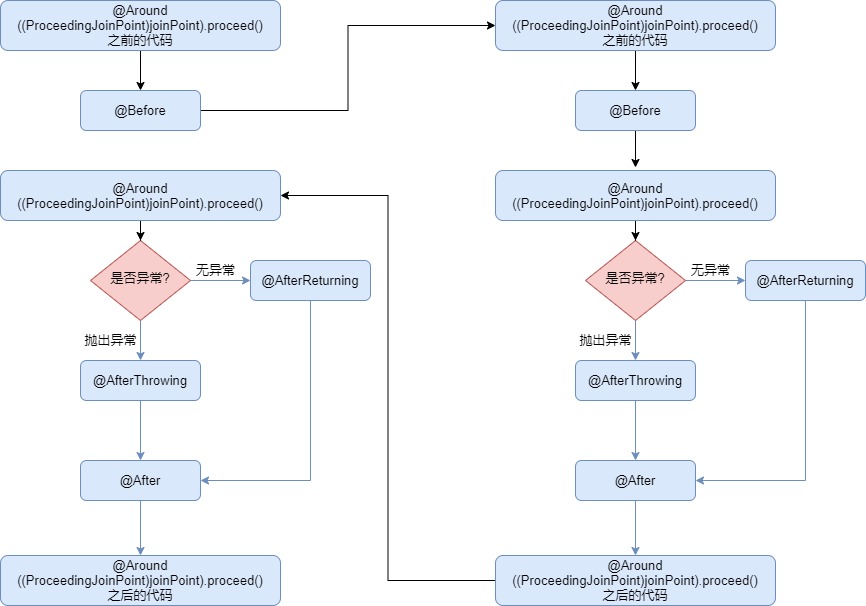 @Around
((ProceedingJoinPoint)joinPoint).proceed()
之前的代码
@Before
@Around
((ProceedingJoinPoint)joinPoint).proceed()
是否异常?
无异常
@AfterReturning
抛出异常
@AfterThrowing
@After
@Around
((ProceedingJoinPoint)joinPoint).proceed()
之后的代码
@Around
((ProceedingJoinPoint)joinPoint).proceed()
之前的代码
@Before
@Around
((ProceedingJoinPoint)joinPoint).proceed()
是否异常?
无异常
@AfterReturning
抛出异常
@AfterThrowing
@After
@Around
((ProceedingJoinPoint)joinPoint).proceed()
之后的代码